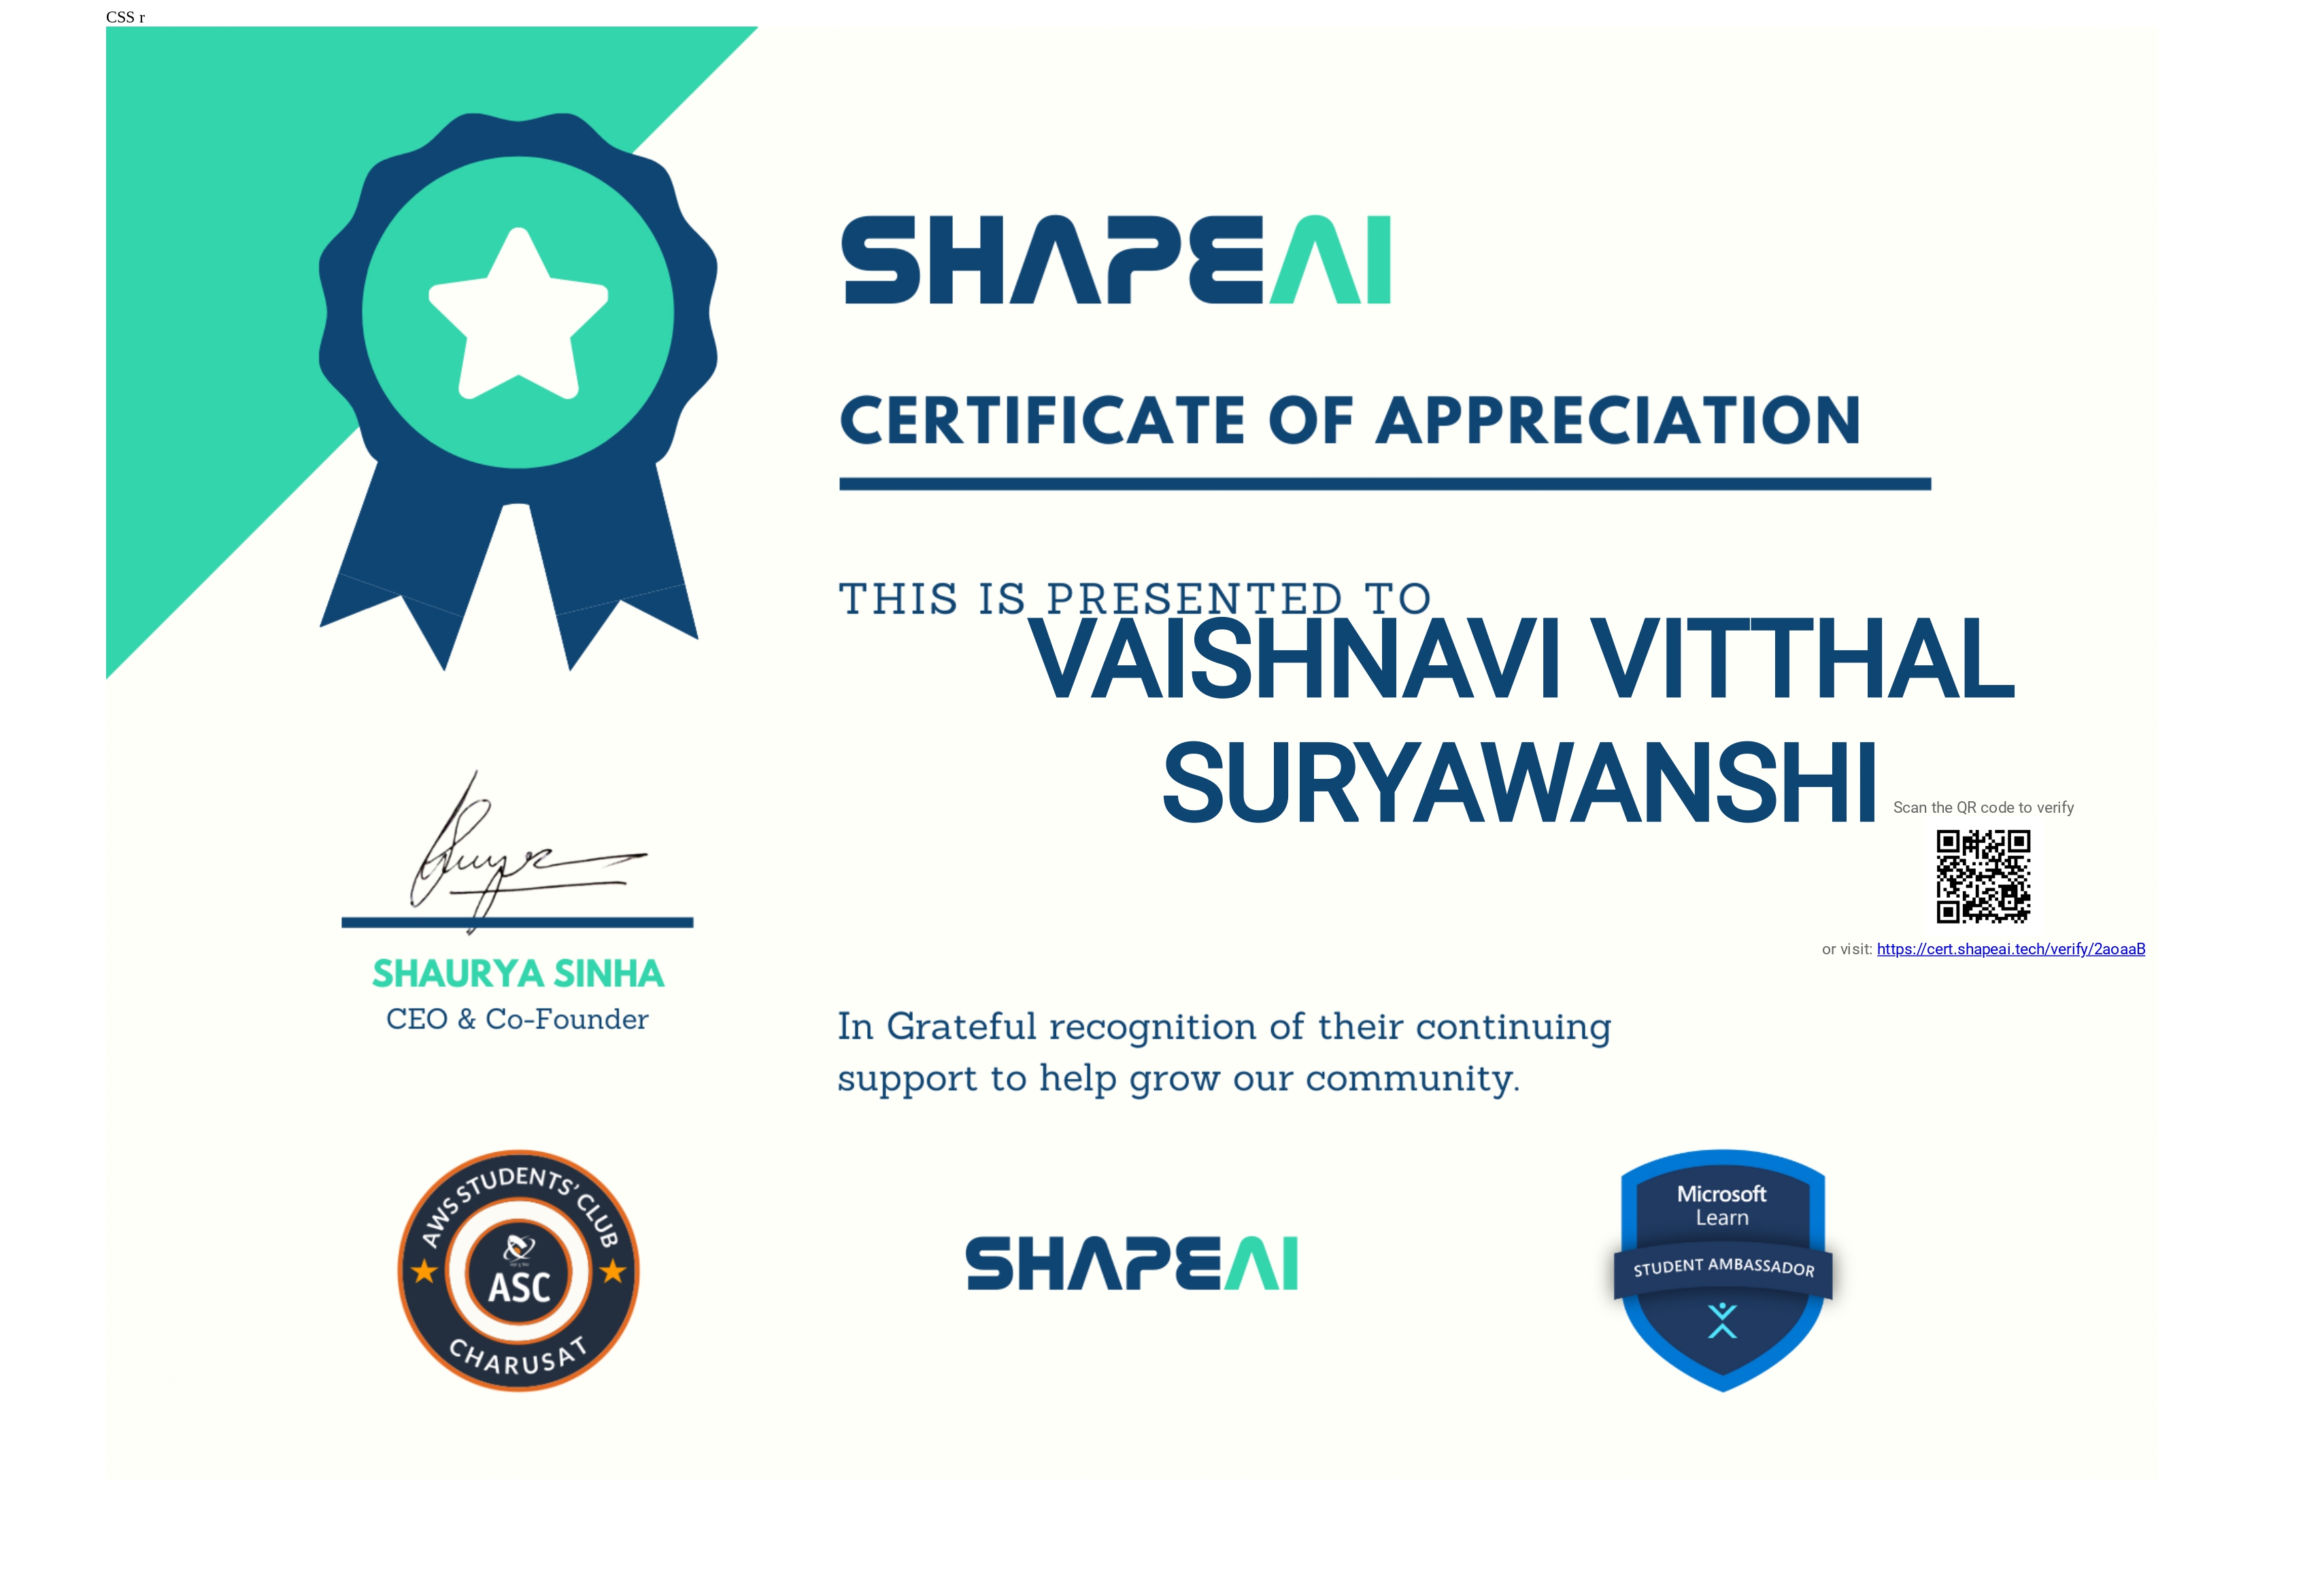 CSS r
SHAPEAI
CERTIFICATE OF APPRECIATION
THIS IS PRESENTED TO
VAISHNAVI VITTHAL
SURYAWANSHI
Scan the QR code to verify
or visit: https://cert.shapeai.tech/verify/2aoaaB
SHAURYA SINHA
CEO & Co-Founder
In Grateful recognition of their continuing
support to help grow our community.
AWS STUDENTS' CLUB
ASC
CHARUSAT
SHAPEAI
Microsoft
Learn
STUDENT AMBASSADOR